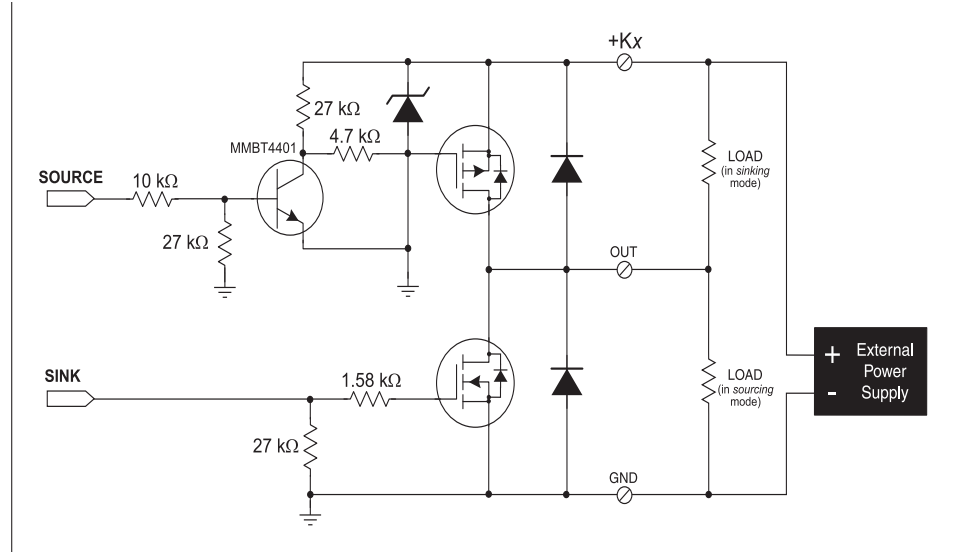 +Kx
27 kΩ
4.7 kΩ
MMBT4401
LOAD
(in sinking
mode)
SOURCE
10 kΩ
27 kΩ
OUT
SINK
1.58 kΩ
27 kΩ
LOAD
(in sourcing
mode)
+ External
Power
- Supply
GND